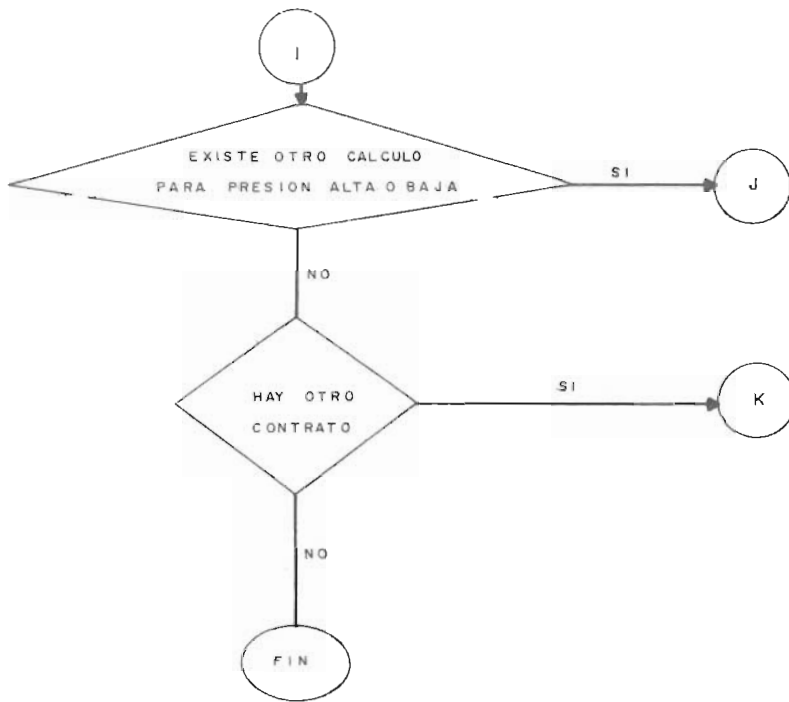 I
EXISTE OTRO CALCULO
PARA PRESION ALTA O BAJA
SI
J
NO
HAY OTRO
CONTRATO
SI
K
NO
FIN